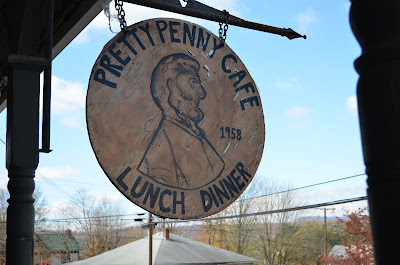 PRETTY PENNY CAFE
1958
LUNCH DINNER